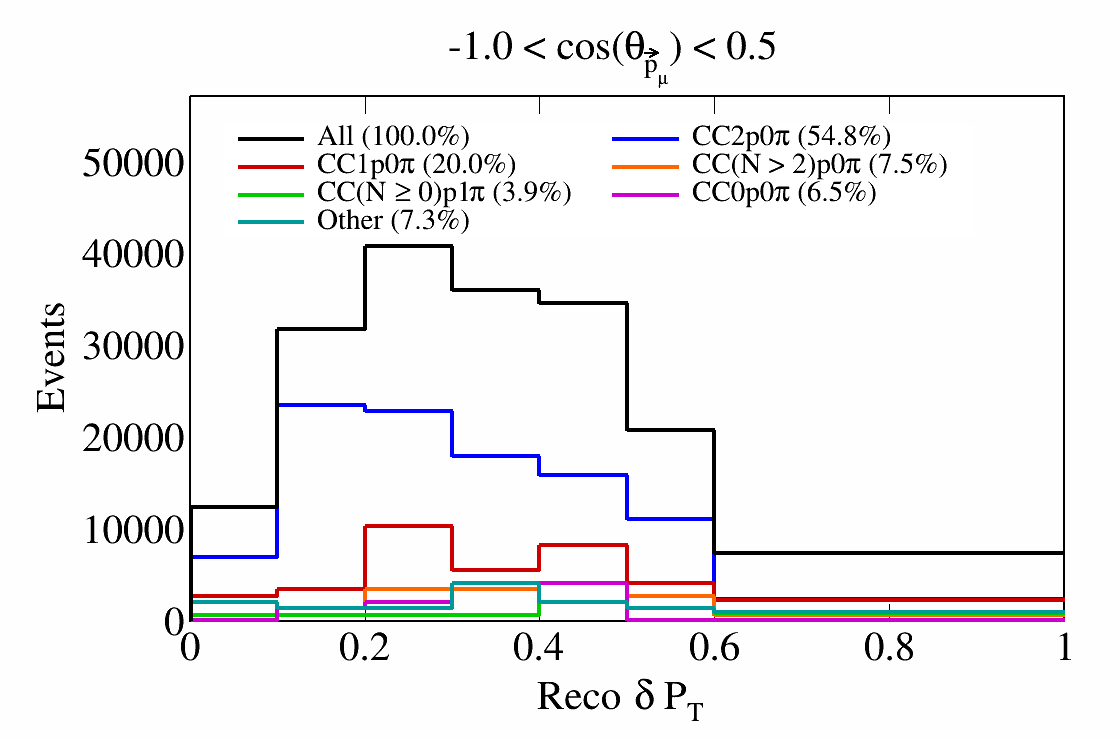 -1.0 < cos(θ_p⃗_μ) < 0.5
All (100.0%)
CC2p0π (54.8%)
CC1p0π (20.0%)
CC(N > 2)p0π (7.5%)
CC(N ≥ 0)p1π (3.9%)
CC0p0π (6.5%)
Other (7.3%)
50000
40000
30000
20000
10000
0
Events
0 0.2 0.4 0.6 0.8 1
Reco δ P_T